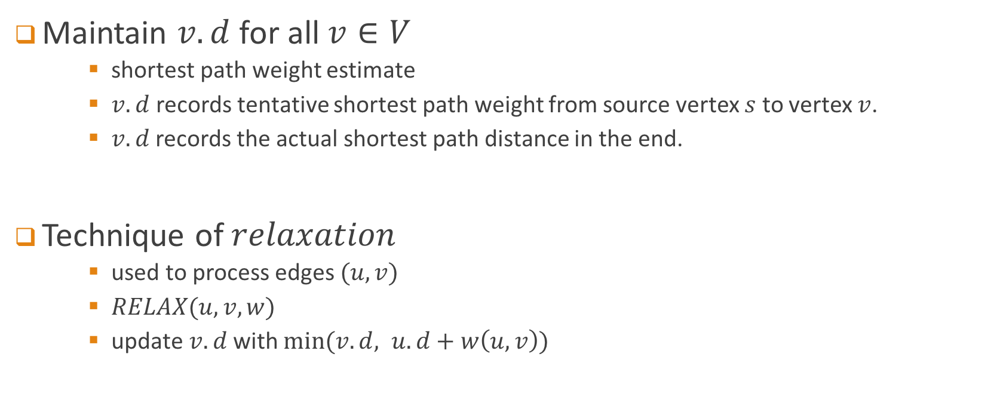 Maintain v.d for all v ∈ V
shortest path weight estimate
v.d records tentative shortest path weight from source vertex s to vertex v.
v.d records the actual shortest path distance in the end.
Technique of relaxation
used to process edges (u, v)
RELAX(u, v, w)
update v.d with min(v.d, u.d + w(u, v))